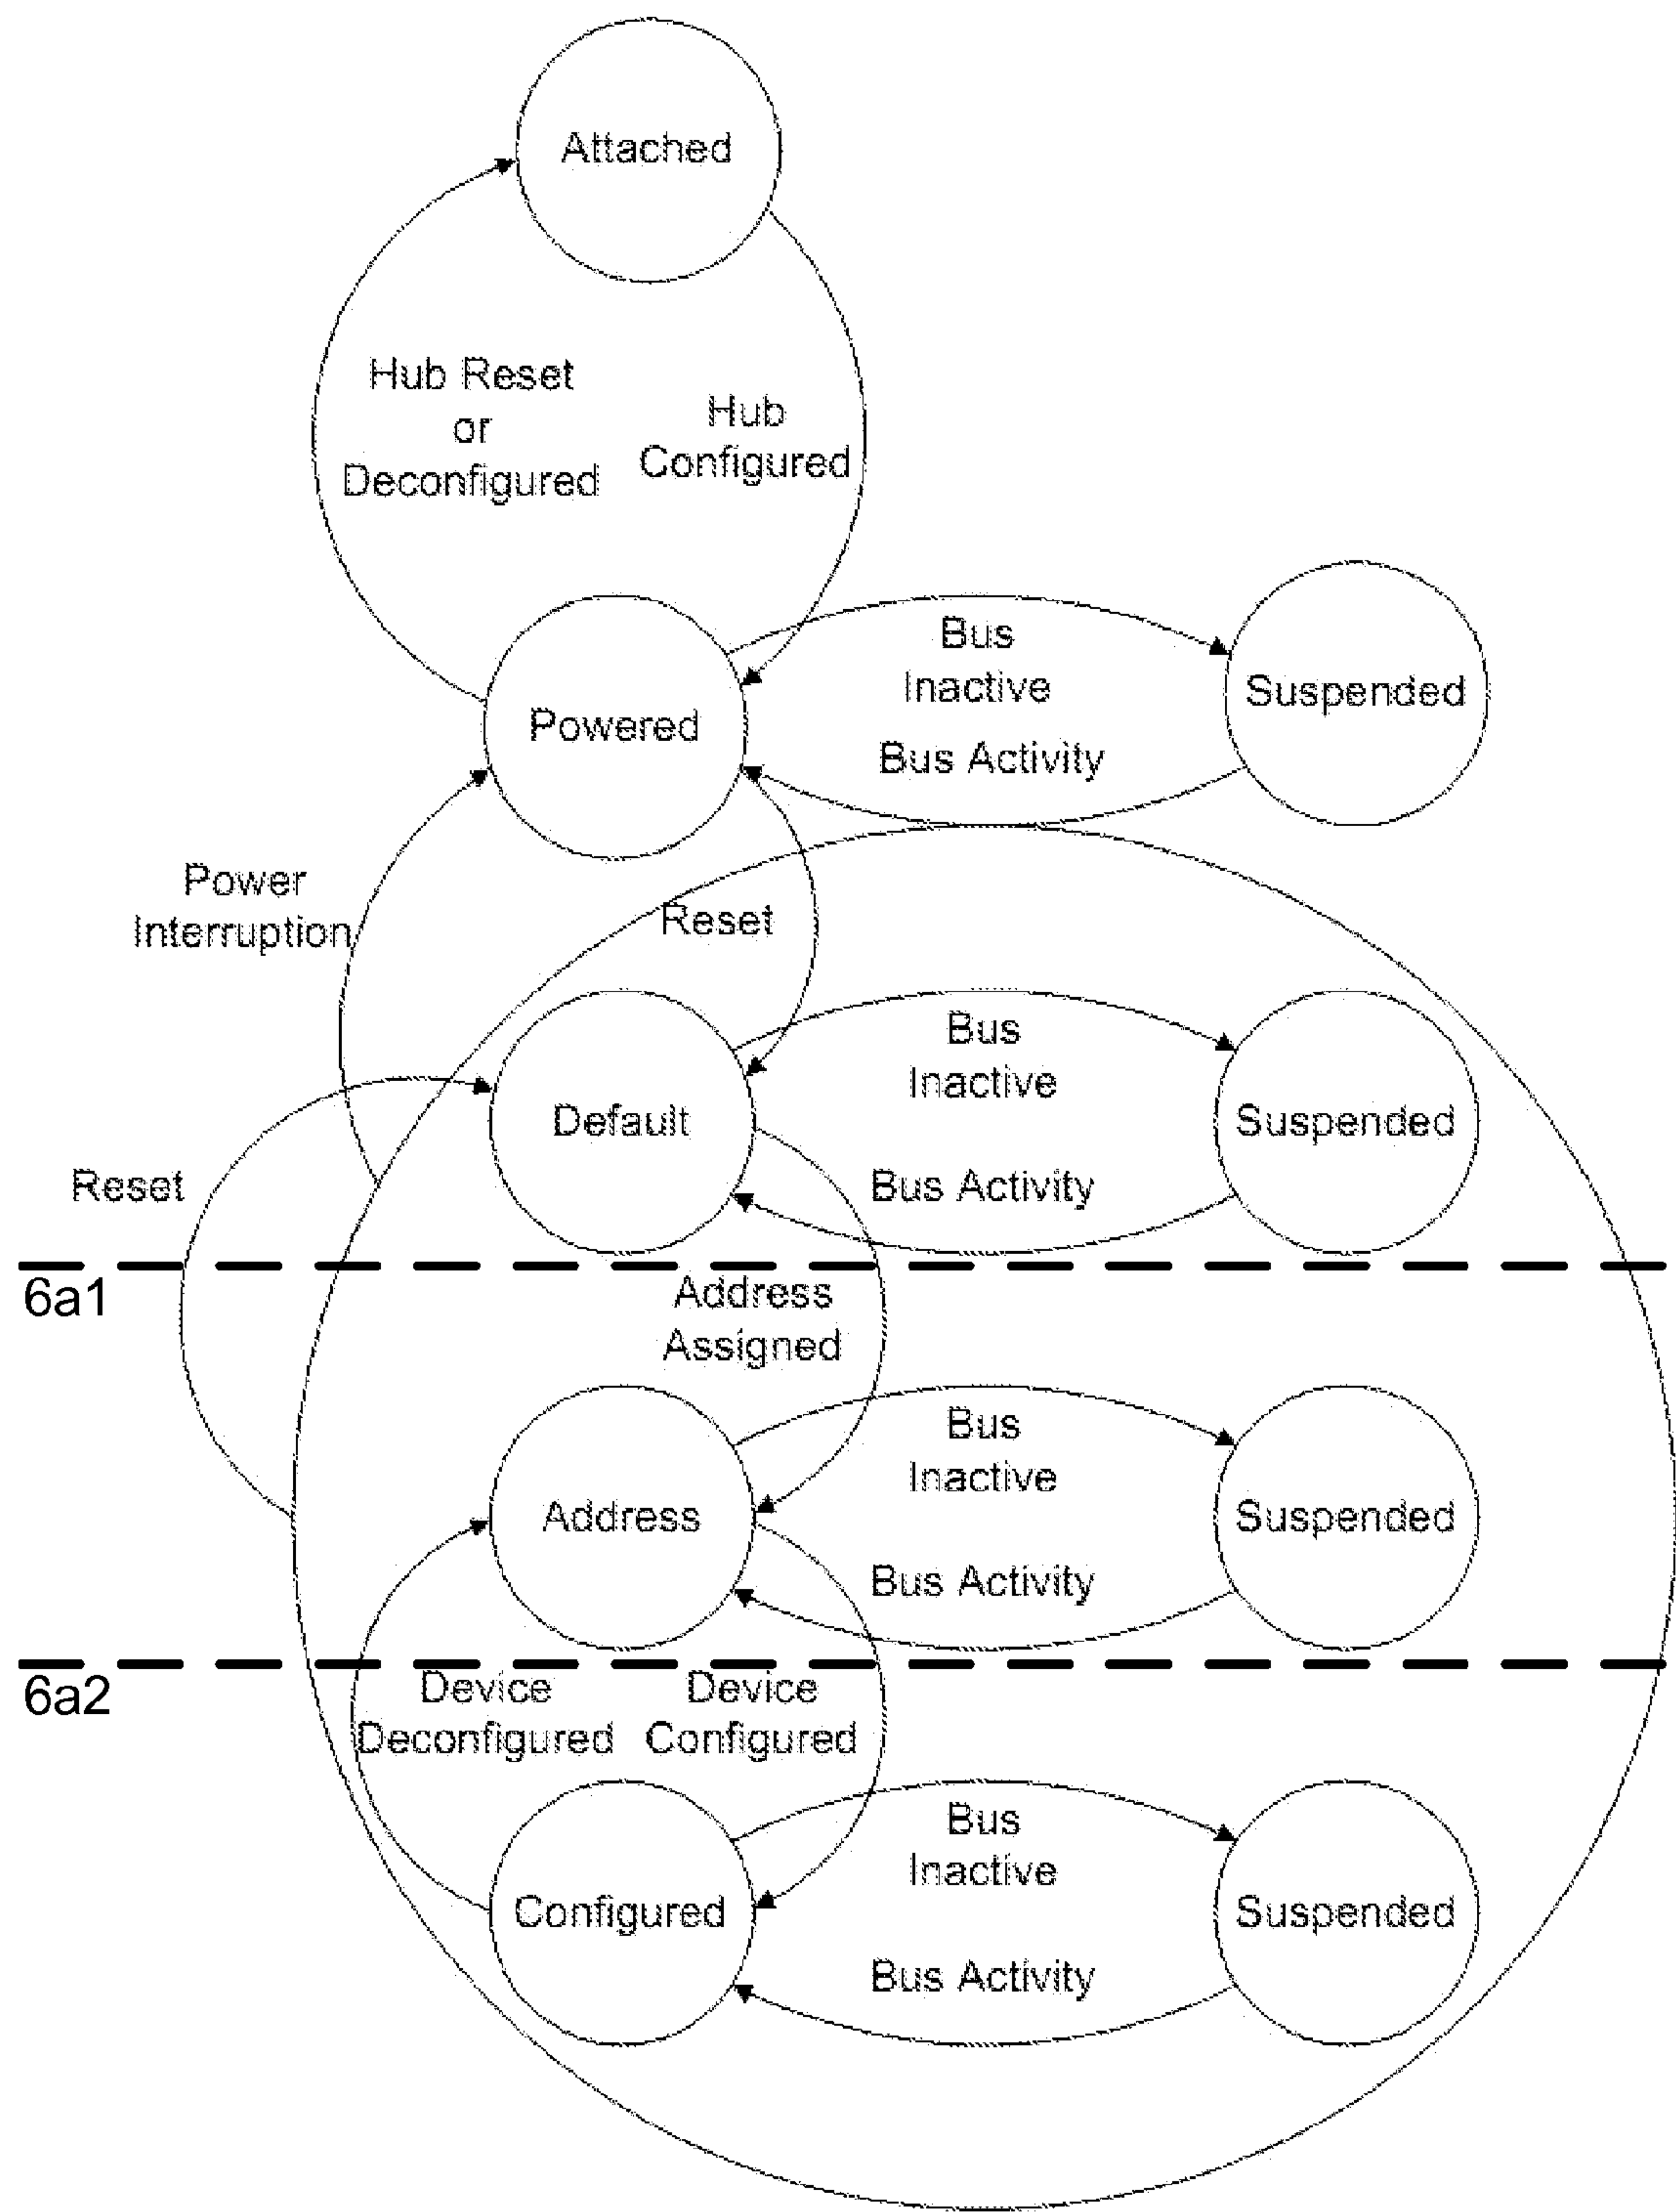 Attached
Hub Reset
or
Deconfigured
Hub
Configured
Powered
Bus
Inactive
Bus Activity
Suspended
Power
Interruption
Reset
Default
Bus
Inactive
Bus Activity
Suspended
Reset
6a1
Address
Assigned
Address
Bus
Inactive
Bus Activity
Suspended
6a2
Device
Deconfigured
Device
Configured
Configured
Bus
Inactive
Bus Activity
Suspended